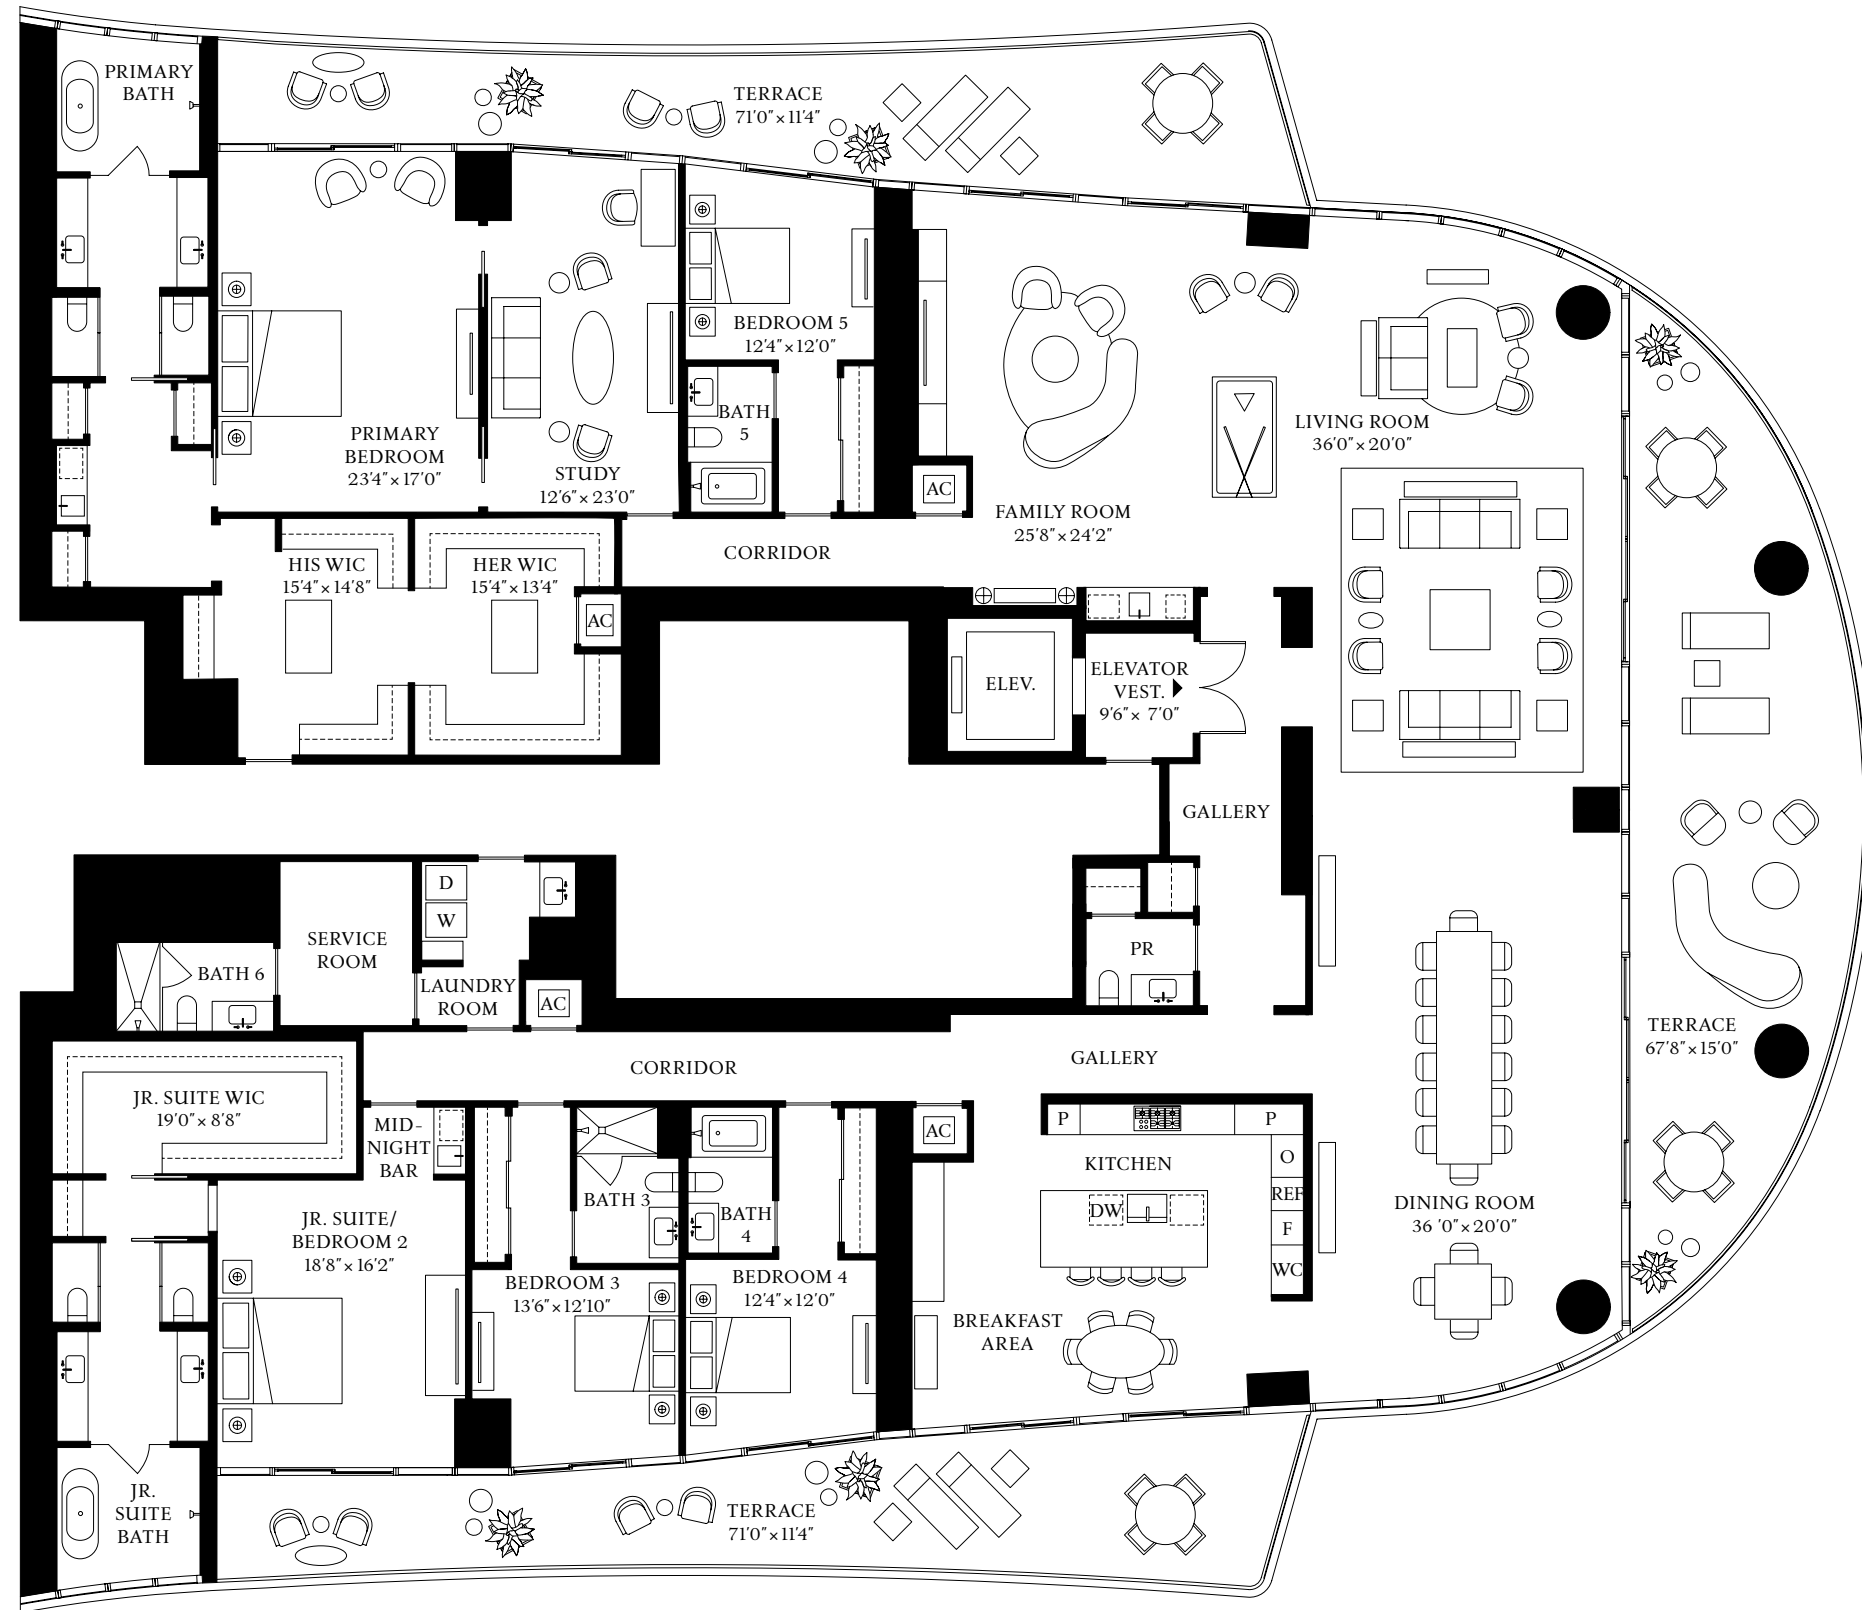 PRIMARY
BATH
TERRACE
71'0"×11'4"
BEDROOM 5
12'4"×12'0"
PRIMARY
BEDROOM
23'4"×17'0"
STUDY
12'6"×23'0"
BATH
5
AC
FAMILY ROOM
25'8"×24'2"
LIVING ROOM
36'0"×20'0"
CORRIDOR
HIS WIC
15'4"×14'8"
HER WIC
15'4"×13'4"
AC
ELEV.
ELEVATOR
VEST.
9'6"× 7'0"
GALLERY
D
W
SERVICE
ROOM
BATH 6
LAUNDRY
ROOM
AC
PR
TERRACE
67'8"×15'0"
CORRIDOR
GALLERY
JR. SUITE WIC
19'0"×8'8"
MID-
NIGHT
BAR
AC
P
P
KITCHEN
O
REF
F
WC
DW
BATH 3
BATH
4
DINING ROOM
36 '0"×20'0"
JR. SUITE/
BEDROOM 2
18'8"×16'2"
BEDROOM 3
13'6"×12'10"
BEDROOM 4
12'4"×12'0"
BREAKFAST
AREA
JR.
SUITE
BATH
TERRACE
71'0"×11'4"